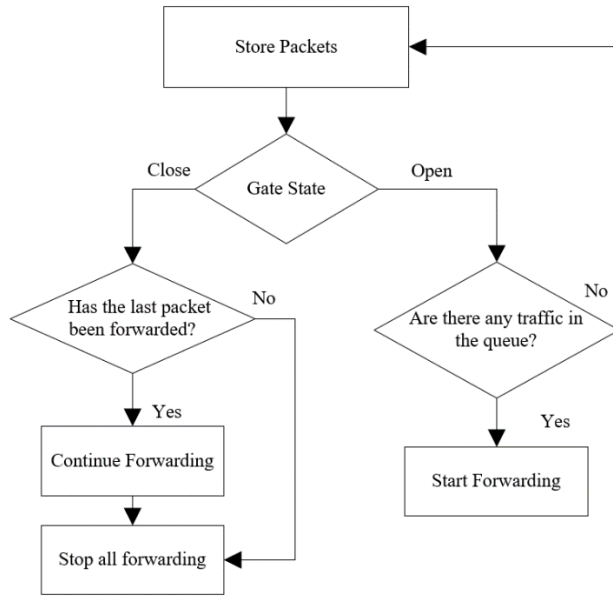 Store Packets
Close
Gate State
Open
Has the last packet
been forwarded?
No
Are there any traffic in
the queue?
No
Yes
Continue Forwarding
Yes
Start Forwarding
Stop all forwarding